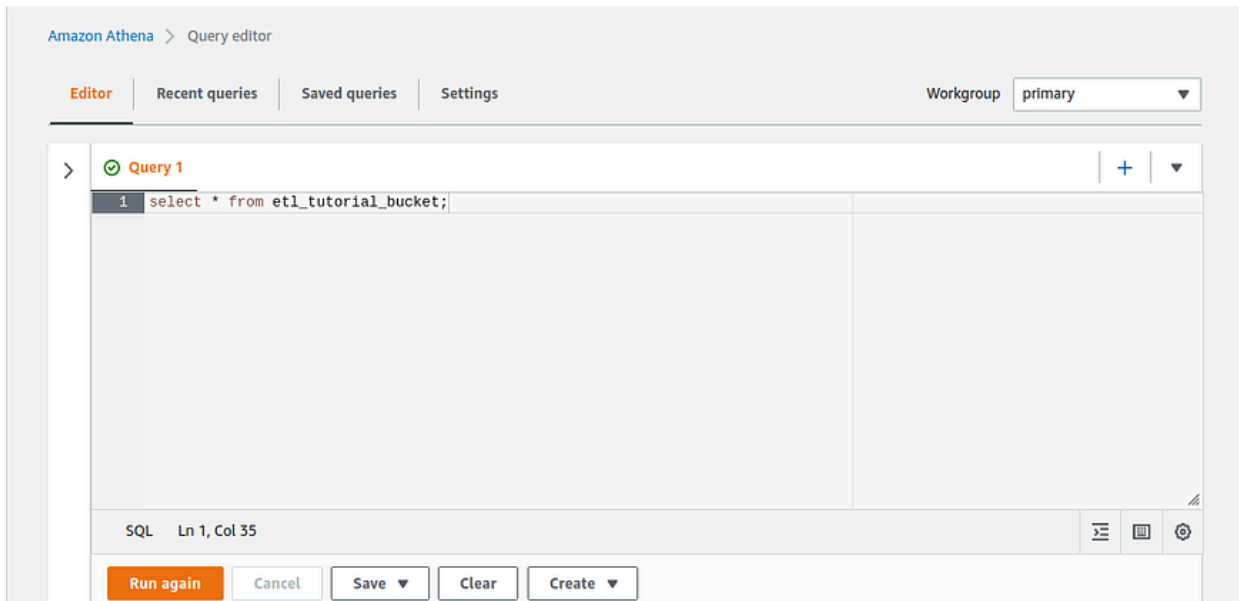 Amazon Athena > Query editor
Editor Recent queries Saved queries Settings Workgroup primary
Query 1
1 select * from etl_tutorial_bucket;
SQL Ln 1, Col 35
Run again Cancel Save Clear Create